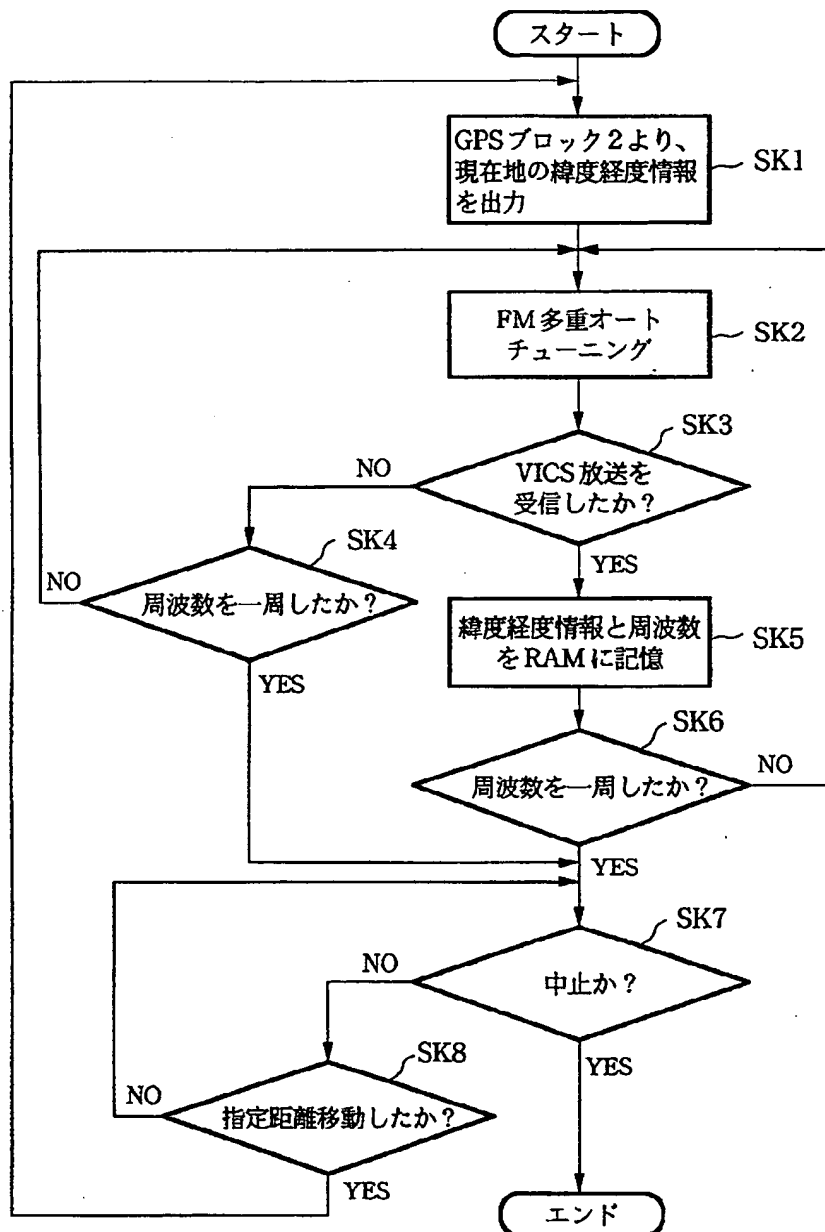 スタート
GPSブロック2より、
現在地の緯度経度情報
を出力
SK1
FM多重オート
チューニング
SK2
SK3
VICS放送を
受信したか？
NO
YES
SK4
周波数を一周したか？
NO
YES
緯度経度情報と周波数
をRAMに記憶
SK5
SK6
周波数を一周したか？
NO
YES
SK7
中止か？
NO
YES
SK8
指定距離移動したか？
NO
YES
エンド